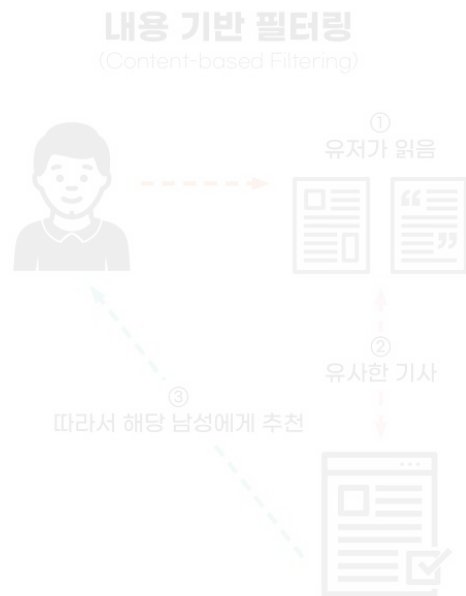 내용 기반 필터링
(Content-based Filtering)
①
유저가 읽음
②
유사한 기사
③
따라서 해당 남성에게 추천